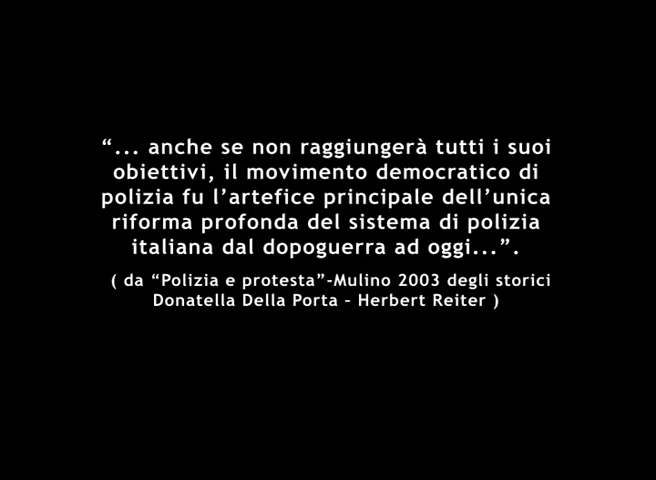 “... anche se non raggiungerà tutti i suoi
obiettivi, il movimento democratico di
polizia fu l’artefice principale dell’unica
riforma profonda del sistema di polizia
italiana dal dopoguerra ad oggi...”.
( da “Polizia e protesta”-Mulino 2003 degli storici
Donatella Della Porta – Herbert Reiter )